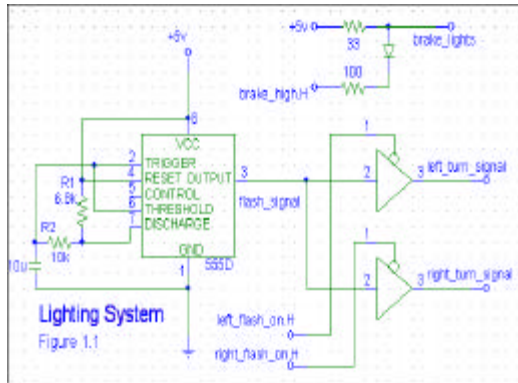 +5v
33
brake_lights
100
brake_high.H
+5v
8
VCC
2 TRIGGER
4 RESET OUTPUT 3
5 CONTROL
6 THRESHOLD
7 DISCHARGE
GND
1
555D
R1
6.8k
R2
10k
10u
flash_signal
1
2
3 left_turn_signal
1
2
3 right_turn_signal
left_flash_on.H
right_flash_on.H
Lighting System
Figure 1.1